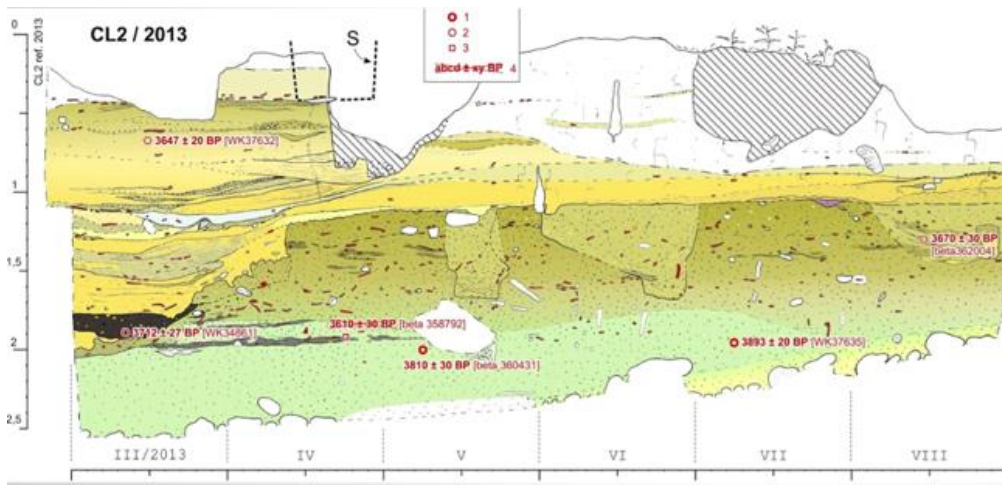 0
CL2 ref. 2013
CL2 / 2013
S
1
2
3
abcd ± xy BP 4
3647 ± 20 BP [WK37632]
1
3670 ± 30 BP
[beta362004]
1,5
3610 ± 30 BP [beta 358792]
3712 ± 27 BP [WK34861]
3893 ± 20 BP [WK37635]
2,0
3810 ± 30 BP [beta 360431]
2,5
III/2013 IV V VI VII VIII